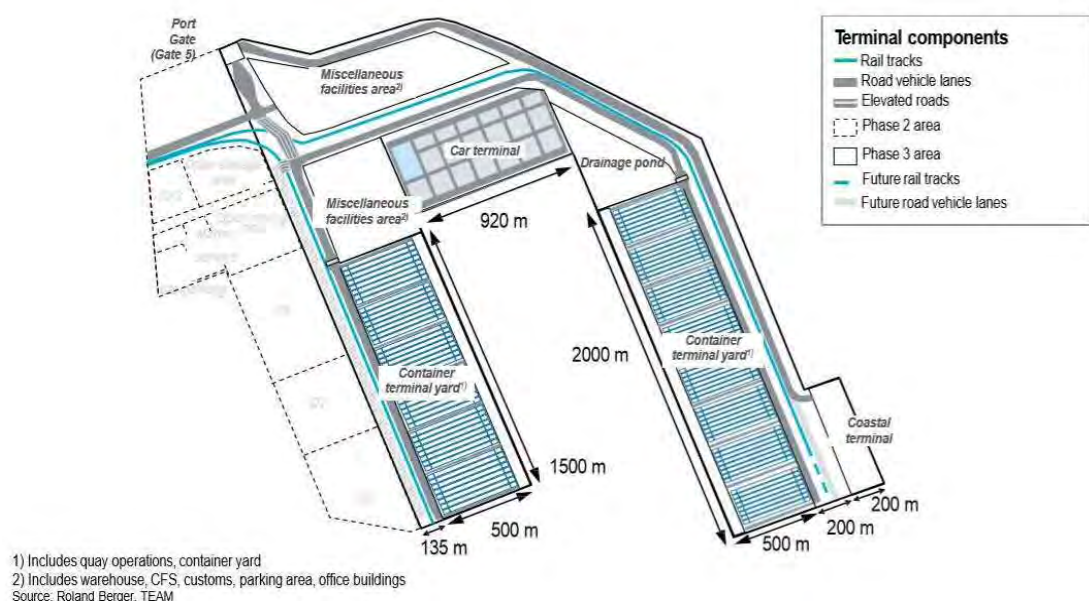 Port
Gate
(Gate 5)
Miscellaneous
facilities area²⁾
Car terminal
Drainage pond
Miscellaneous
facilities area²⁾
920 m
2000 m
Container
terminal yard¹⁾
Container
terminal yard¹⁾
Coastal
terminal
1500 m
500 m
135 m
200 m
200 m
500 m
Terminal components
Rail tracks
Road vehicle lanes
Elevated roads
Phase 2 area
Phase 3 area
Future rail tracks
Future road vehicle lanes
1) Includes quay operations, container yard
2) Includes warehouse, CFS, customs, parking area, office buildings
Source: Roland Berger, TEAM